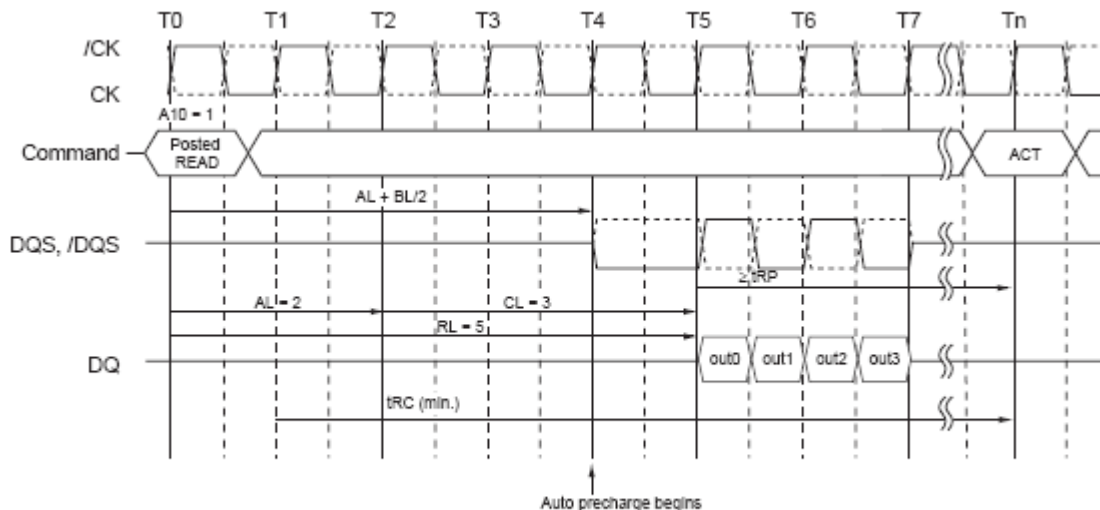 T0 T1 T2 T3 T4 T5 T6 T7 Tn
/CK
CK
A10 = 1
Command
Posted
READ
ACT
AL + BL/2
DQS, /DQS
≥ tRP
AL = 2
CL = 3
RL = 5
DQ
out0 out1 out2 out3
tRC (min.)
Auto precharge begins